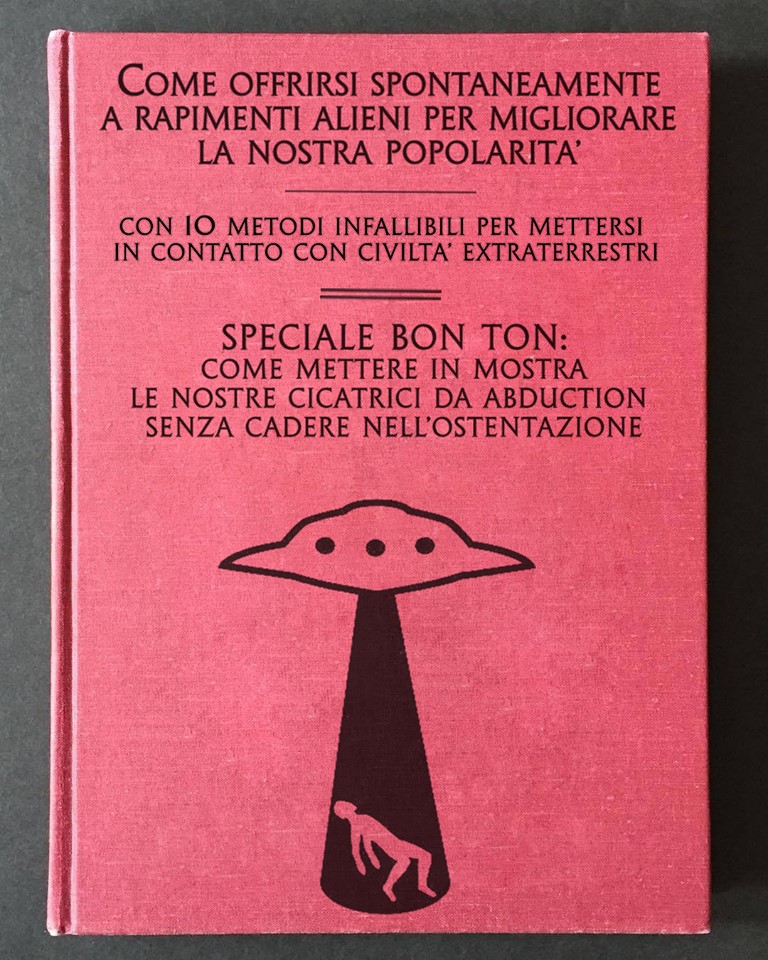 COME OFFRIRSI SPONTANEAMENTE
A RAPIMENTI ALIENI PER MIGLIORARE
LA NOSTRA POPOLARITA'
CON 10 METODI INFALLIBILI PER METTERSI
IN CONTATTO CON CIVILTA' EXTRATERRESTRI
SPECIALE BON TON:
COME METTERE IN MOSTRA
LE NOSTRE CICATRICI DA ABDUCTION
SENZA CADERE NELL'OSTENTAZIONE